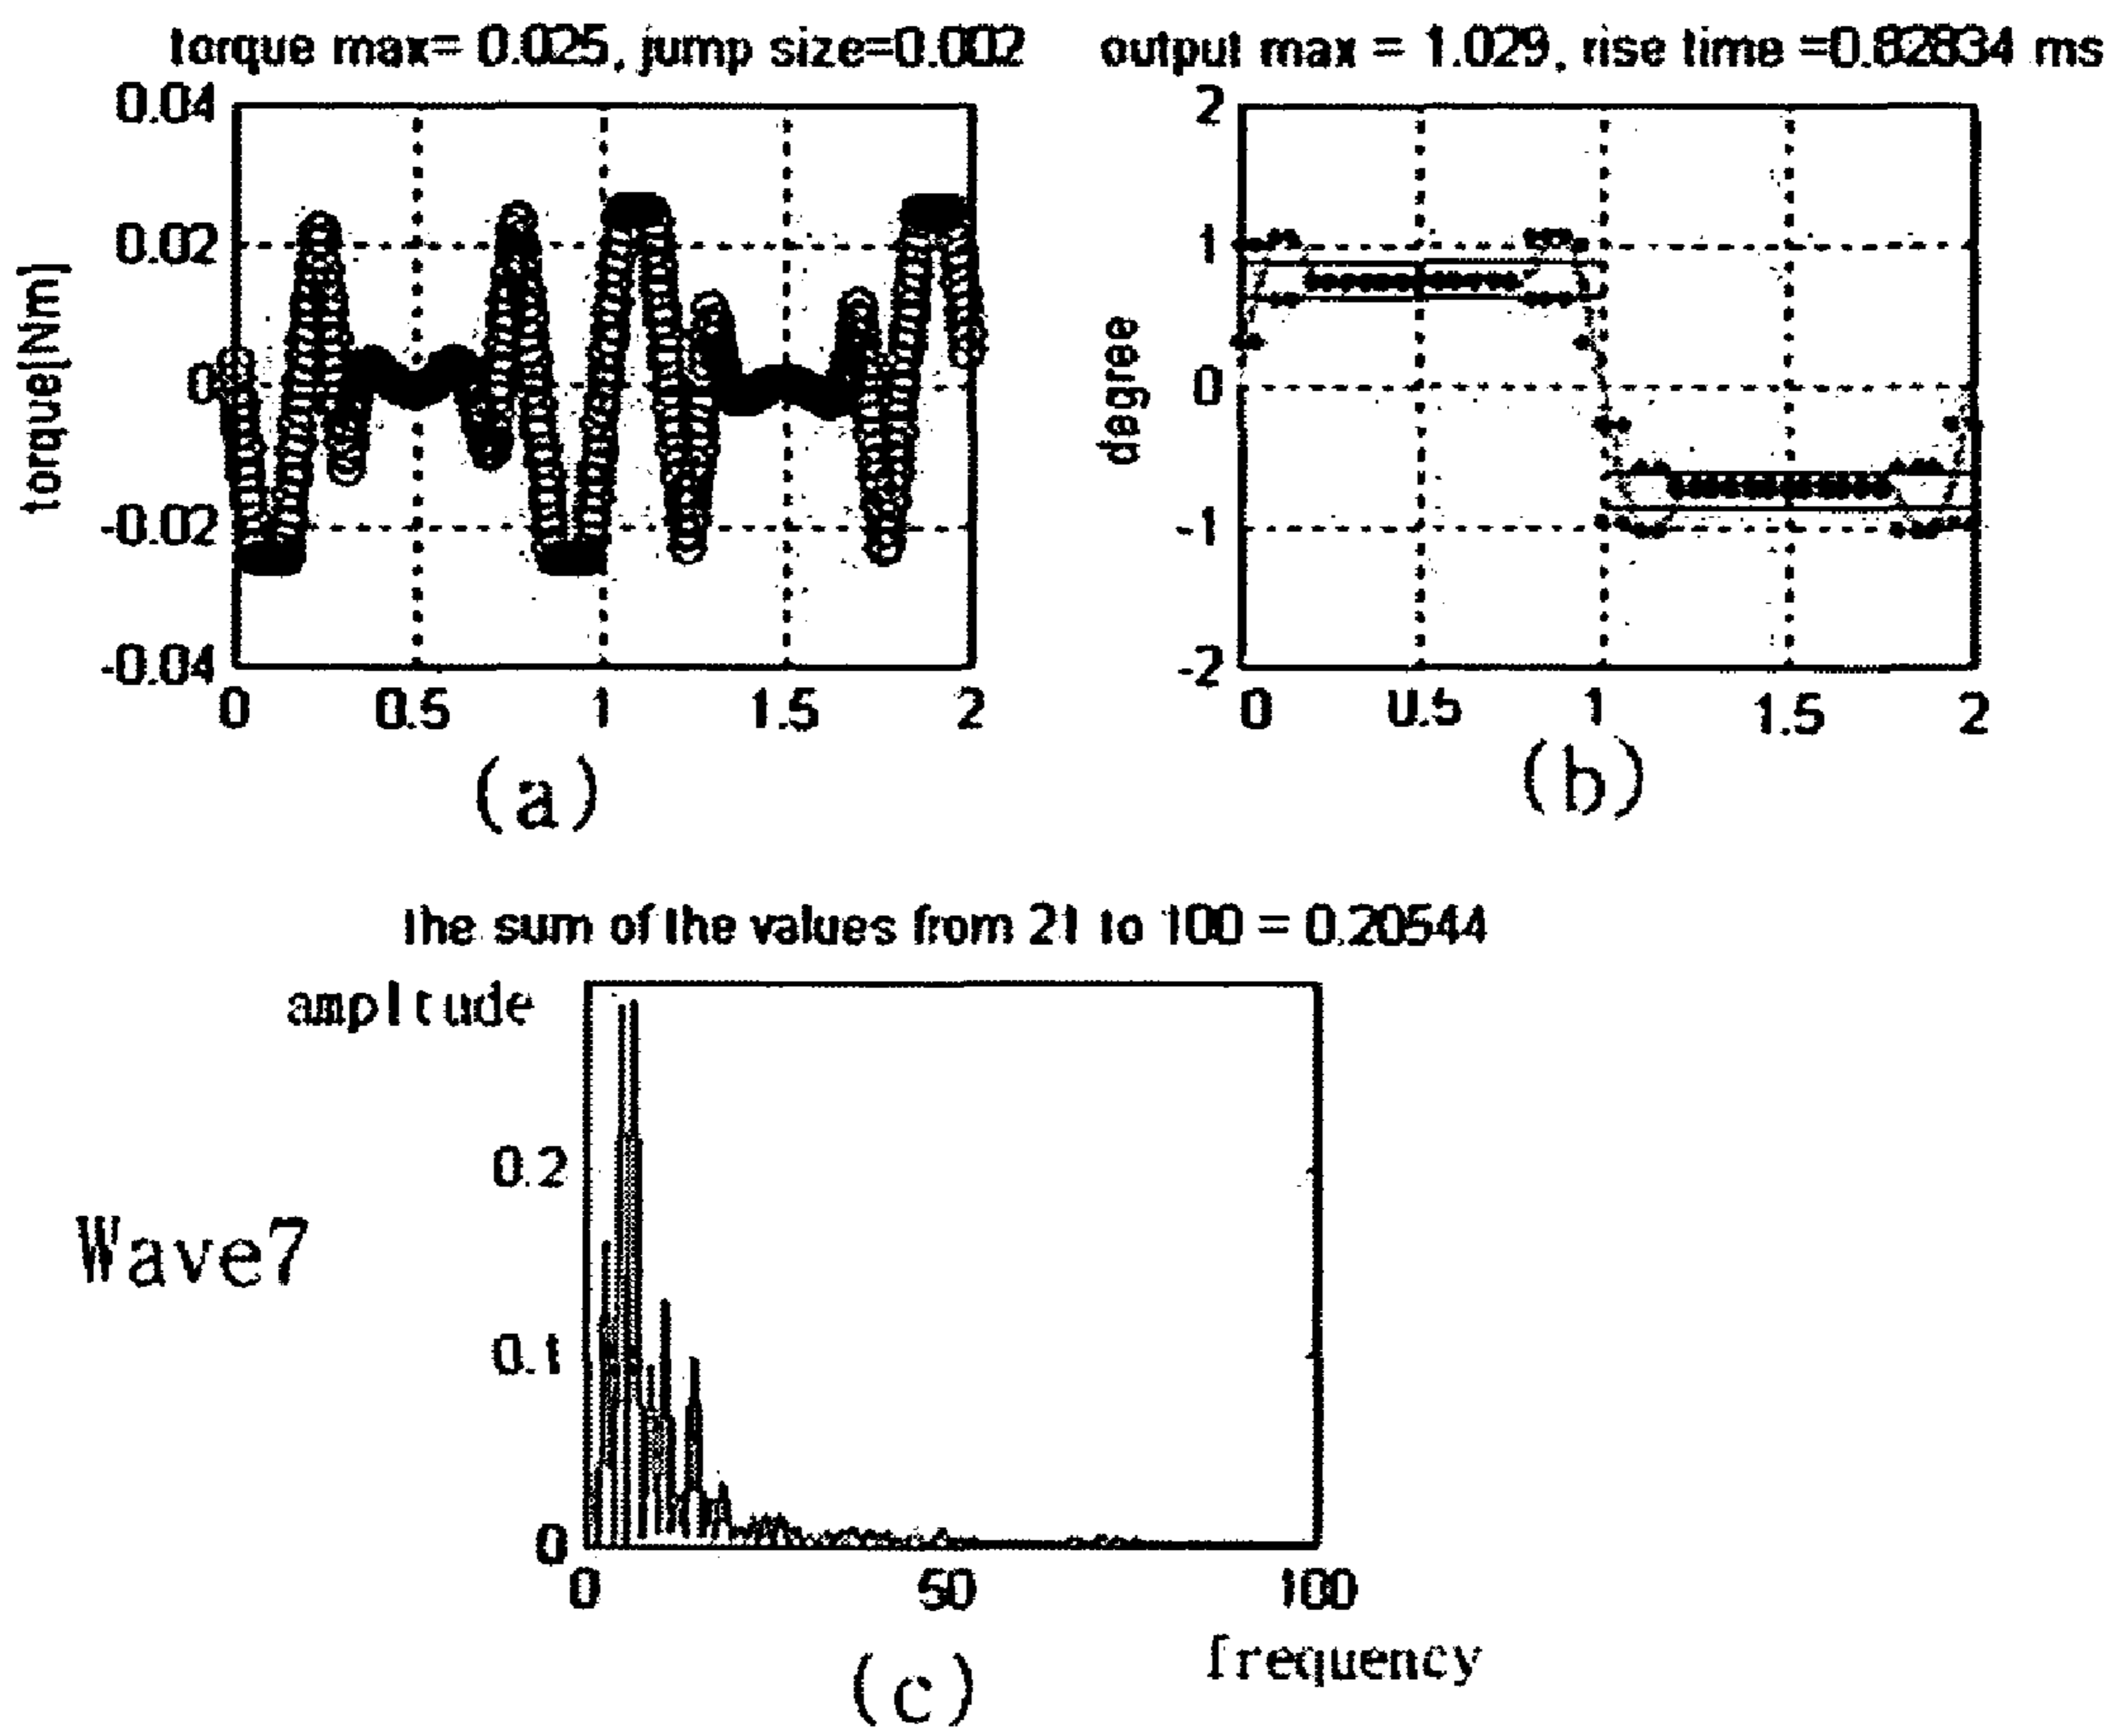 torque max= 0.025, jump size=0.002
0.04
0.02
0
-0.02
-0.04
torque[Nm]
0 0.5 1 1.5 2
(a)
output max = 1.029, rise time =0.82834 ms
2
1
0
-1
-2
degree
0 0.5 1 1.5 2
(b)
the sum of the values from 21 to 100 = 0.20544
ampltude
0.2
0.1
0
0 50 100
frequency
(c)
Wave7